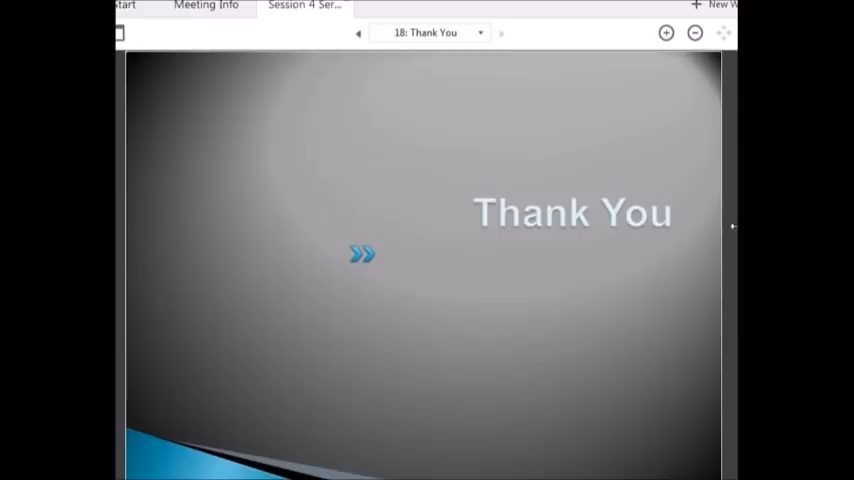 Start
Meeting Info
Session 4 Ser...
New W
18: Thank You
Thank You